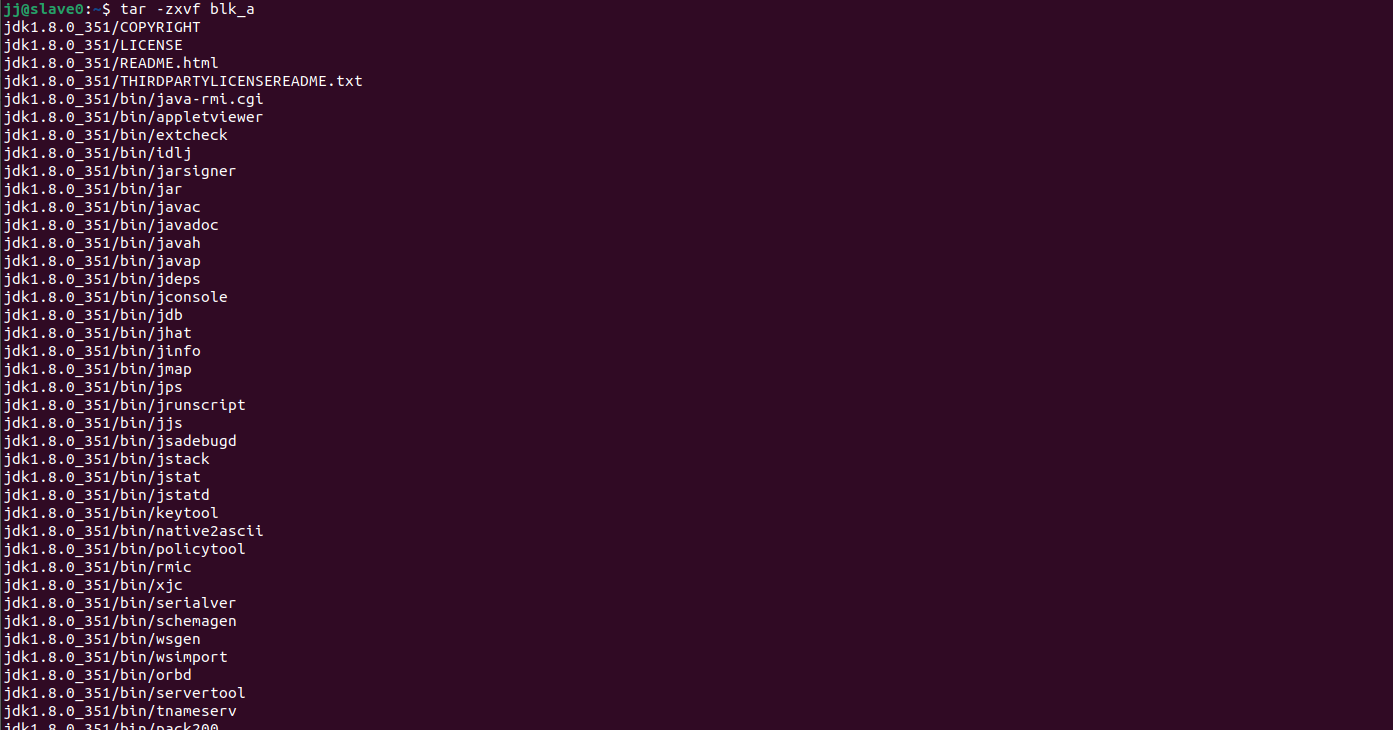 jj@slave0:~$ tar -zxvf blk_a
jdk1.8.0_351/COPYRIGHT
jdk1.8.0_351/LICENSE
jdk1.8.0_351/README.html
jdk1.8.0_351/THIRDPARTYLICENSEREADME.txt
jdk1.8.0_351/bin/java-rmi.cgi
jdk1.8.0_351/bin/appletviewer
jdk1.8.0_351/bin/extcheck
jdk1.8.0_351/bin/idlj
jdk1.8.0_351/bin/jarsigner
jdk1.8.0_351/bin/jar
jdk1.8.0_351/bin/javac
jdk1.8.0_351/bin/javadoc
jdk1.8.0_351/bin/javah
jdk1.8.0_351/bin/javap
jdk1.8.0_351/bin/jdeps
jdk1.8.0_351/bin/jconsole
jdk1.8.0_351/bin/jdb
jdk1.8.0_351/bin/jhat
jdk1.8.0_351/bin/jinfo
jdk1.8.0_351/bin/jmap
jdk1.8.0_351/bin/jps
jdk1.8.0_351/bin/jrunscript
jdk1.8.0_351/bin/jjs
jdk1.8.0_351/bin/jsadebugd
jdk1.8.0_351/bin/jstack
jdk1.8.0_351/bin/jstat
jdk1.8.0_351/bin/jstatd
jdk1.8.0_351/bin/keytool
jdk1.8.0_351/bin/native2ascii
jdk1.8.0_351/bin/policytool
jdk1.8.0_351/bin/rmic
jdk1.8.0_351/bin/xjc
jdk1.8.0_351/bin/serialver
jdk1.8.0_351/bin/schemagen
jdk1.8.0_351/bin/wsgen
jdk1.8.0_351/bin/wsimport
jdk1.8.0_351/bin/orbd
jdk1.8.0_351/bin/servertool
jdk1.8.0_351/bin/tnameserv
jdk1.8.0_351/bin/pack200